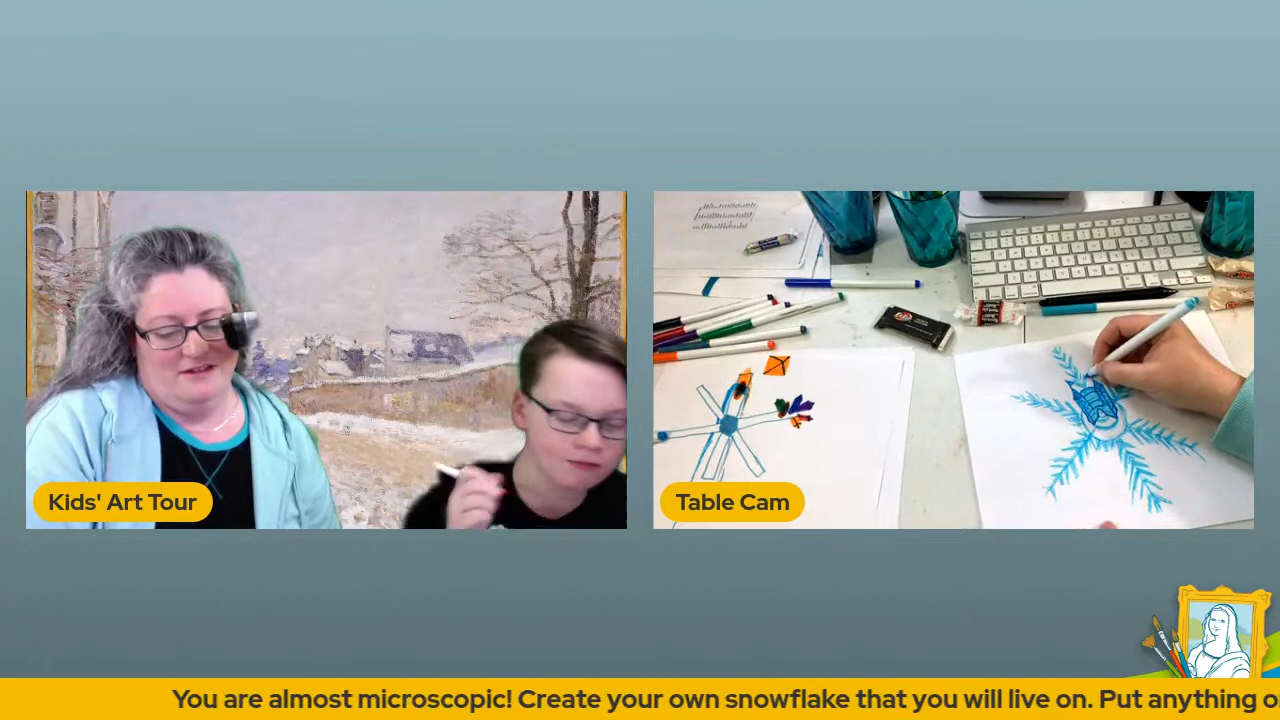 Kids' Art Tour
Table Cam
You are almost microscopic! Create your own snowflake that you will live on. Put anything o